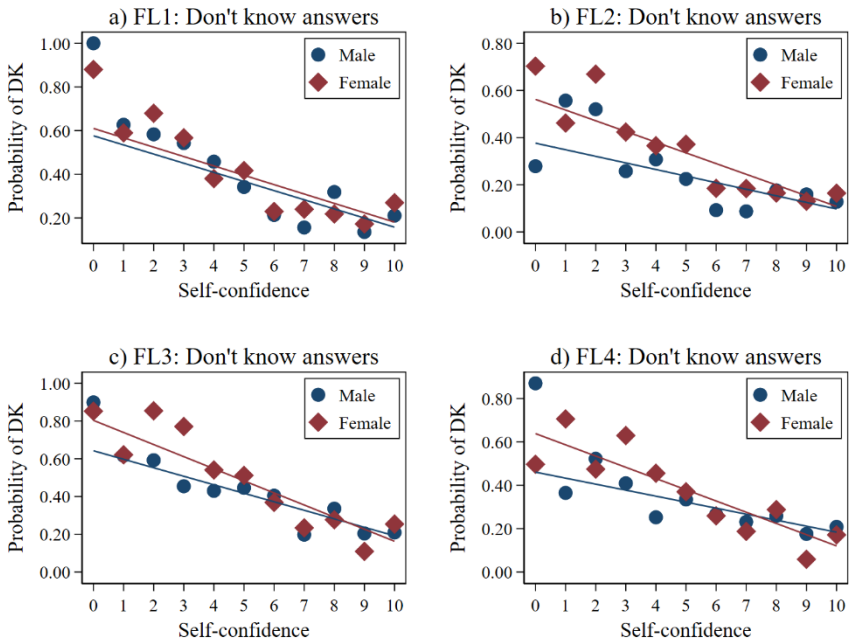 a) FL1: Don't know answers
Probability of DK
1.00
0.80
0.60
0.40
0.20
Male
Female
0 1 2 3 4 5 6 7 8 9 10
Self-confidence
b) FL2: Don't know answers
Probability of DK
0.80
0.60
0.40
0.20
0.00
Male
Female
0 1 2 3 4 5 6 7 8 9 10
Self-confidence
c) FL3: Don't know answers
Probability of DK
1.00
0.80
0.60
0.40
0.20
0.00
Male
Female
0 1 2 3 4 5 6 7 8 9 10
Self-confidence
d) FL4: Don't know answers
Probability of DK
0.80
0.60
0.40
0.20
0.00
Male
Female
0 1 2 3 4 5 6 7 8 9 10
Self-confidence